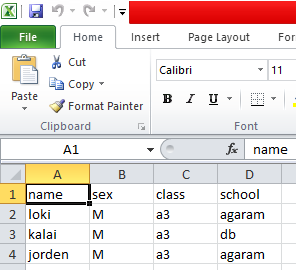 File Home Insert Page Layout Formulas
Cut
Copy
Format Painter
Paste
Clipboard
Calibri 11
B I U
Font
A1 fx name
A B C D
1 name sex class school
2 loki M a3 agaram
3 kalai M a3 db
4 jorden M a3 agaram